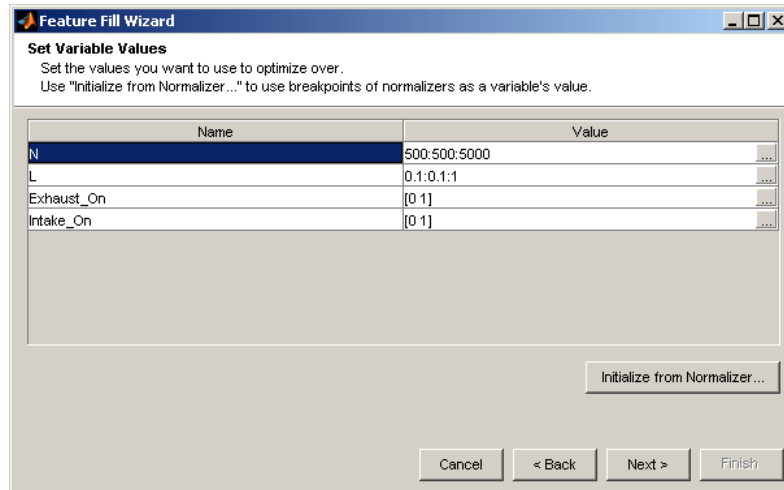 Feature Fill Wizard
Set Variable Values
Set the values you want to use to optimize over.
Use "Initialize from Normalizer..." to use breakpoints of normalizers as a variable's value.
Name Value
N 500:500:5000 ...
L 0.1:0.1:1 ...
Exhaust_On [0 1] ...
Intake_On [0 1] ...
Initialize from Normalizer...
Cancel < Back Next > Finish